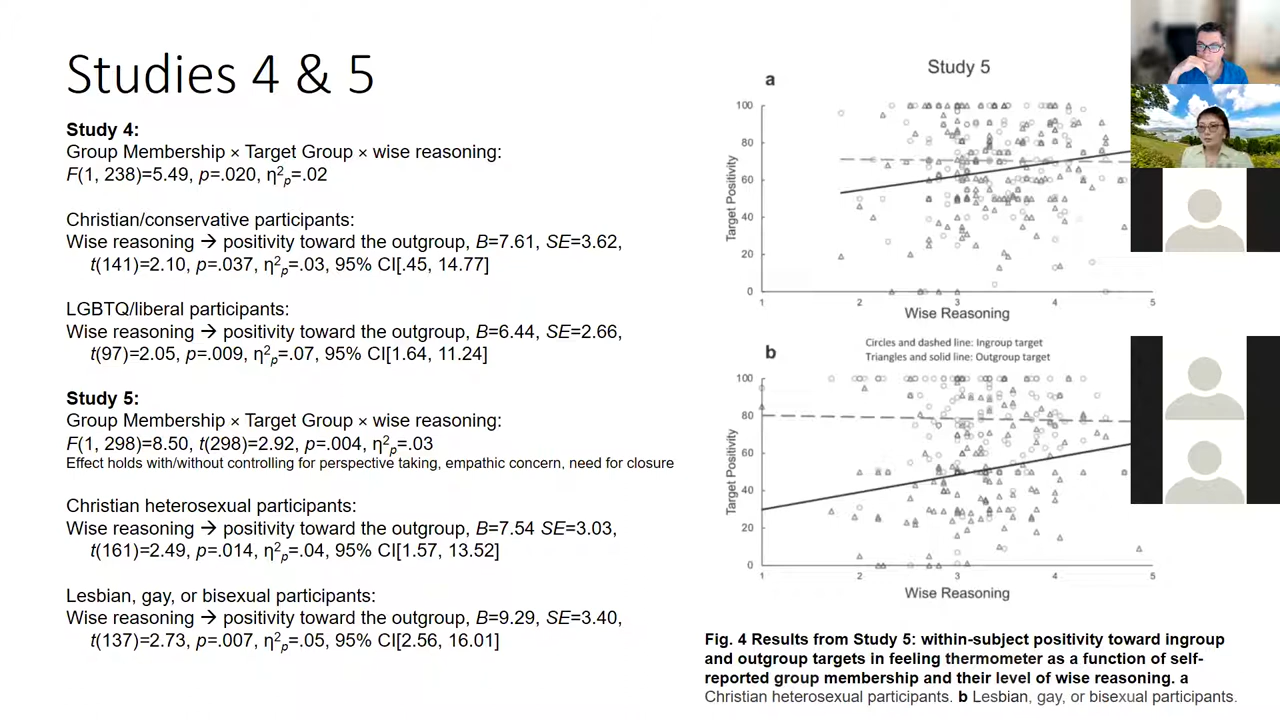 Studies 4 & 5
Study 4:
Group Membership × Target Group × wise reasoning:
F(1, 238)=5.49, p=.020, η²p=.02
Christian/conservative participants:
Wise reasoning → positivity toward the outgroup, B=7.61, SE=3.62,
t(141)=2.10, p=.037, η²p=.03, 95% CI[.45, 14.77]
LGBTQ/liberal participants:
Wise reasoning → positivity toward the outgroup, B=6.44, SE=2.66,
t(97)=2.05, p=.009, η²p=.07, 95% CI[1.64, 11.24]
Study 5:
Group Membership × Target Group × wise reasoning:
F(1, 298)=8.50, t(298)=2.92, p=.004, η²p=.03
Effect holds with/without controlling for perspective taking, empathic concern, need for closure
Christian heterosexual participants:
Wise reasoning → positivity toward the outgroup, B=7.54 SE=3.03,
t(161)=2.49, p=.014, η²p=.04, 95% CI[1.57, 13.52]
Lesbian, gay, or bisexual participants:
Wise reasoning → positivity toward the outgroup, B=9.29, SE=3.40,
t(137)=2.73, p=.007, η²p=.05, 95% CI[2.56, 16.01]
Study 5
a
100
80
60
40
20
0
Target Positivity
1 2 3 4 5
Wise Reasoning
b
Circles and dashed line: Ingroup target
Triangles and solid line: Outgroup target
100
80
60
40
20
0
Target Positivity
1 2 3 4 5
Wise Reasoning
Fig. 4 Results from Study 5: within-subject positivity toward ingroup
and outgroup targets in feeling thermometer as a function of self-
reported group membership and their level of wise reasoning. a
Christian heterosexual participants. b Lesbian, gay, or bisexual participants.